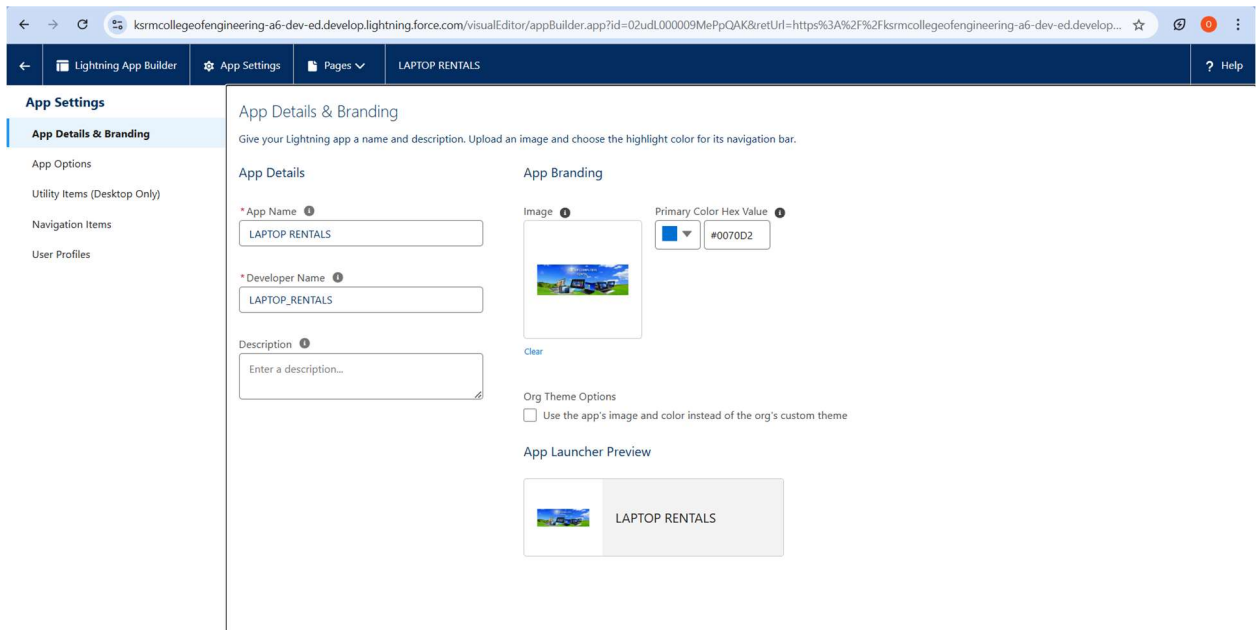 ksrmcollegeofengineering-a6-dev-ed.develop.lightning.force.com/visualEditor/appBuilder.app?id=02udL000009MePpQAK&retUrl=https%3A%2F%2Fksrmcollegeofengineering-a6-dev-ed.develop...
0
Lightning App Builder
App Settings
Pages
LAPTOP RENTALS
? Help
App Settings
App Details & Branding
App Options
Utility Items (Desktop Only)
Navigation Items
User Profiles
App Details & Branding
Give your Lightning app a name and description. Upload an image and choose the highlight color for its navigation bar.
App Details
*App Name
LAPTOP RENTALS
*Developer Name
LAPTOP_RENTALS
Description
Enter a description...
App Branding
Image
Primary Color Hex Value
#0070D2
Clear
Org Theme Options
Use the app's image and color instead of the org's custom theme
App Launcher Preview
LAPTOP RENTALS